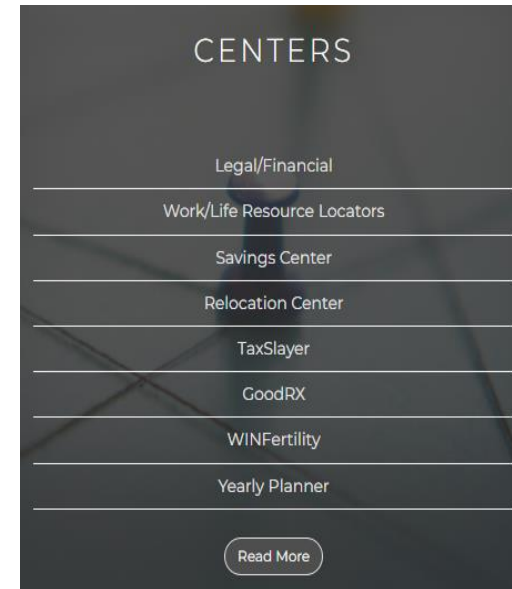 CENTERS
Legal/Financial
Work/Life Resource Locators
Savings Center
Relocation Center
TaxSlayer
GoodRX
WINFertility
Yearly Planner
Read More